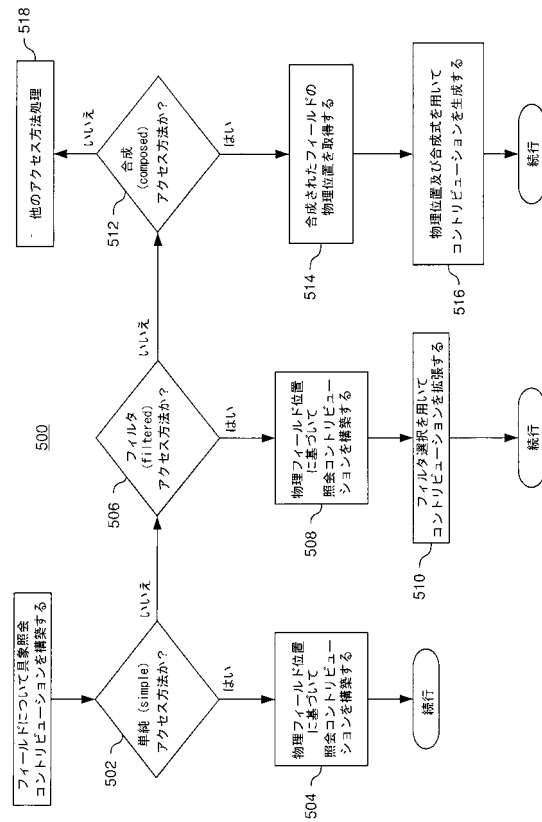 500
フィールドについて具象照会
コントリビューションを構築する
502
単純(simple)
アクセス方法か?
はい
いいえ
504
物理フィールド位置
に基づいて
照会コントリビュー
ションを構築する
続行
506
フィルタ
(filtered)
アクセス方法か?
はい
いいえ
508
物理フィールド位置
に基づいて
照会コントリビュー
ションを構築する
510
フィルタ選択を用いて
コントリビューションを拡張する
続行
512
合成
(composed)
アクセス方法か?
はい
いいえ
514
合成されたフィールドの
物理位置を取得する
516
物理位置及び合成式を用いて
コントリビューションを生成する
続行
518
他のアクセス方法処理